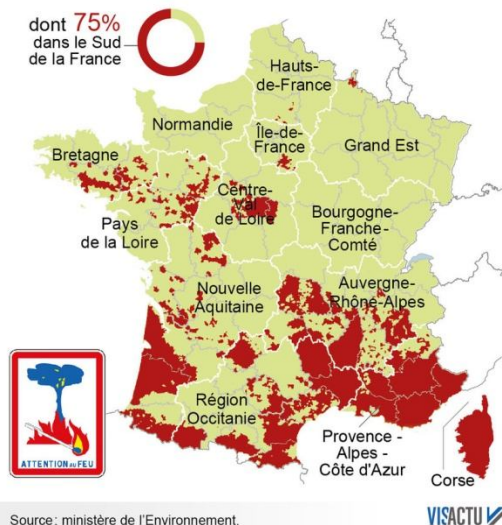 dont 75%
dans le Sud
de la France
Hauts-
de-France
Normandie
Île-de-
France
Grand Est
Bretagne
Centre-
Val
de Loire
Pays
de la Loire
Bourgogne-
Franche-
Comté
Nouvelle
Aquitaine
Auvergne-
Rhône-Alpes
Région
Occitanie
Provence -
Alpes -
Côte d'Azur
Corse
ATTENTION AU FEU
Source: ministère de l'Environnement.
VISACTU